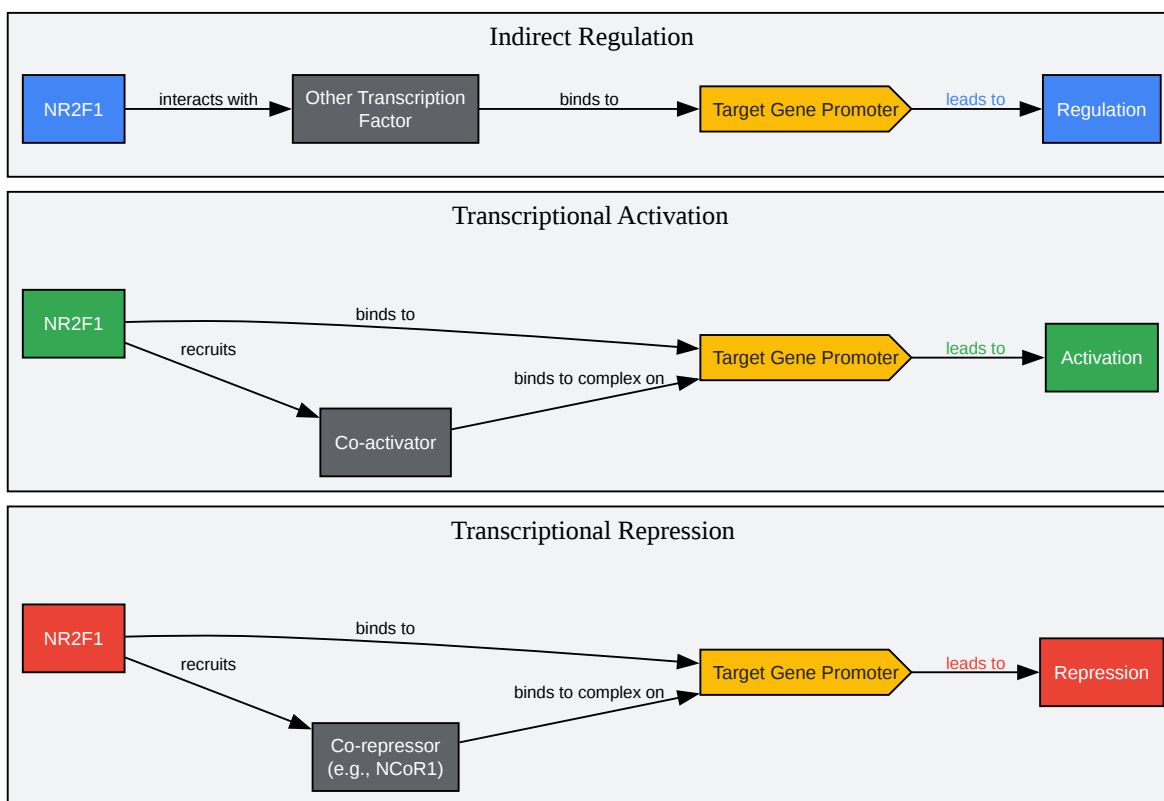 Indirect Regulation
NR2F1
interacts with
Other Transcription
Factor
binds to
Target Gene Promoter
leads to
Regulation
Transcriptional Activation
NR2F1
binds to
recruits
Co-activator
binds to complex on
Target Gene Promoter
leads to
Activation
Transcriptional Repression
NR2F1
binds to
recruits
Co-repressor
(e.g., NCoR1)
binds to complex on
Target Gene Promoter
leads to
Repression